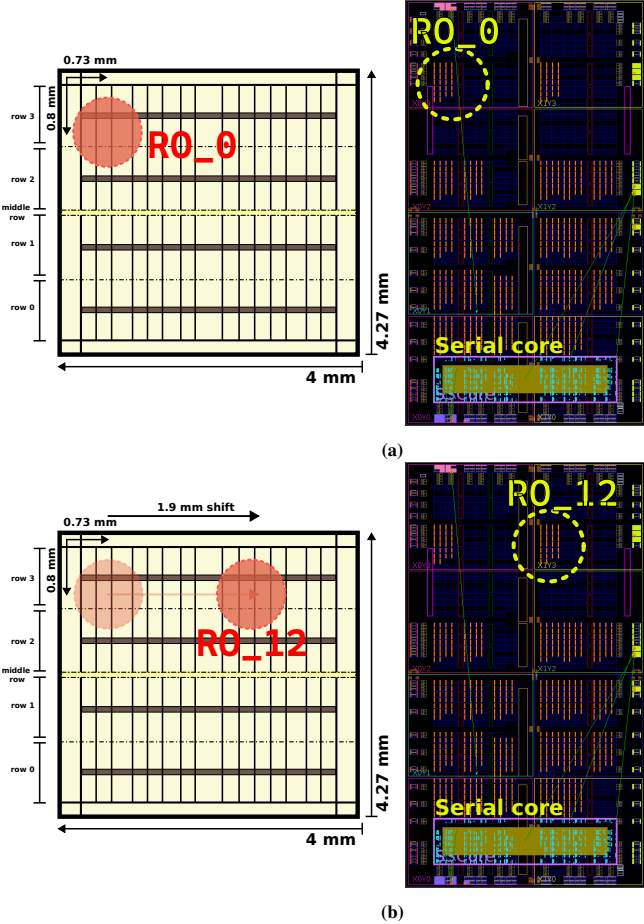 0.73 mm
0.8 mm
row 3
RO_0
row 2
middle
row
row 1
row 0
4.27 mm
4 mm
RO_0
X1Y3
X0Y2
X1Y2
X0Y1
Serial core
X0Y0
X1Y0
(a)
1.9 mm shift
0.73 mm
0.8 mm
row 3
RO_12
row 2
middle
row
row 1
row 0
4.27 mm
4 mm
RO_12
X0Y3
X1Y3
X0Y2
X1Y2
X0Y1
Serial core
X0Y0
X1Y0
(b)